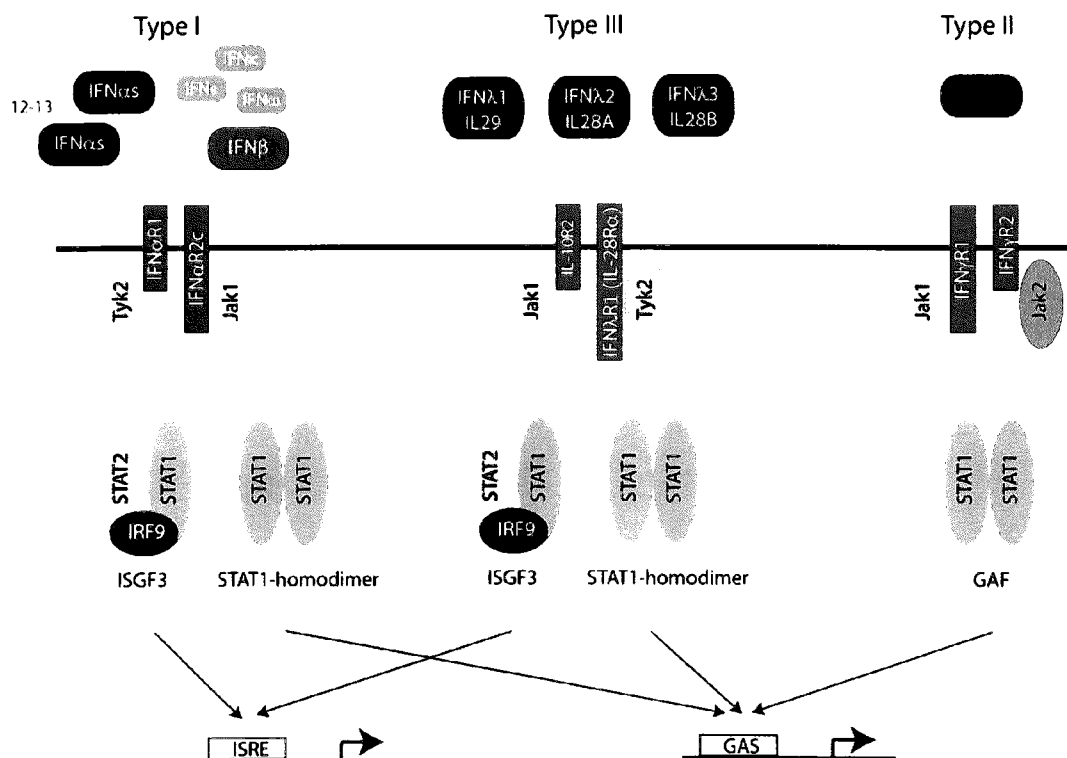 Type I
Type III
Type II
12-13
IFNαs
IFNαs
IFNβ
IFNλ1
IL29
IFNλ2
IL28A
IFNλ3
IL28B
Tyk2
IFNαR1
IFNαR2c
Jak1
Jak1
IL-10R2
IFNλR1 (IL-28Rα)
Tyk2
Jak1
IFNγR1
IFNγR2
Jak2
STAT2
STAT1
IRF9
STAT1
STAT1
STAT2
STAT1
IRF9
STAT1
STAT1
STAT1
STAT1
ISGF3
STAT1-homodimer
ISGF3
STAT1-homodimer
GAF
ISRE
GAS